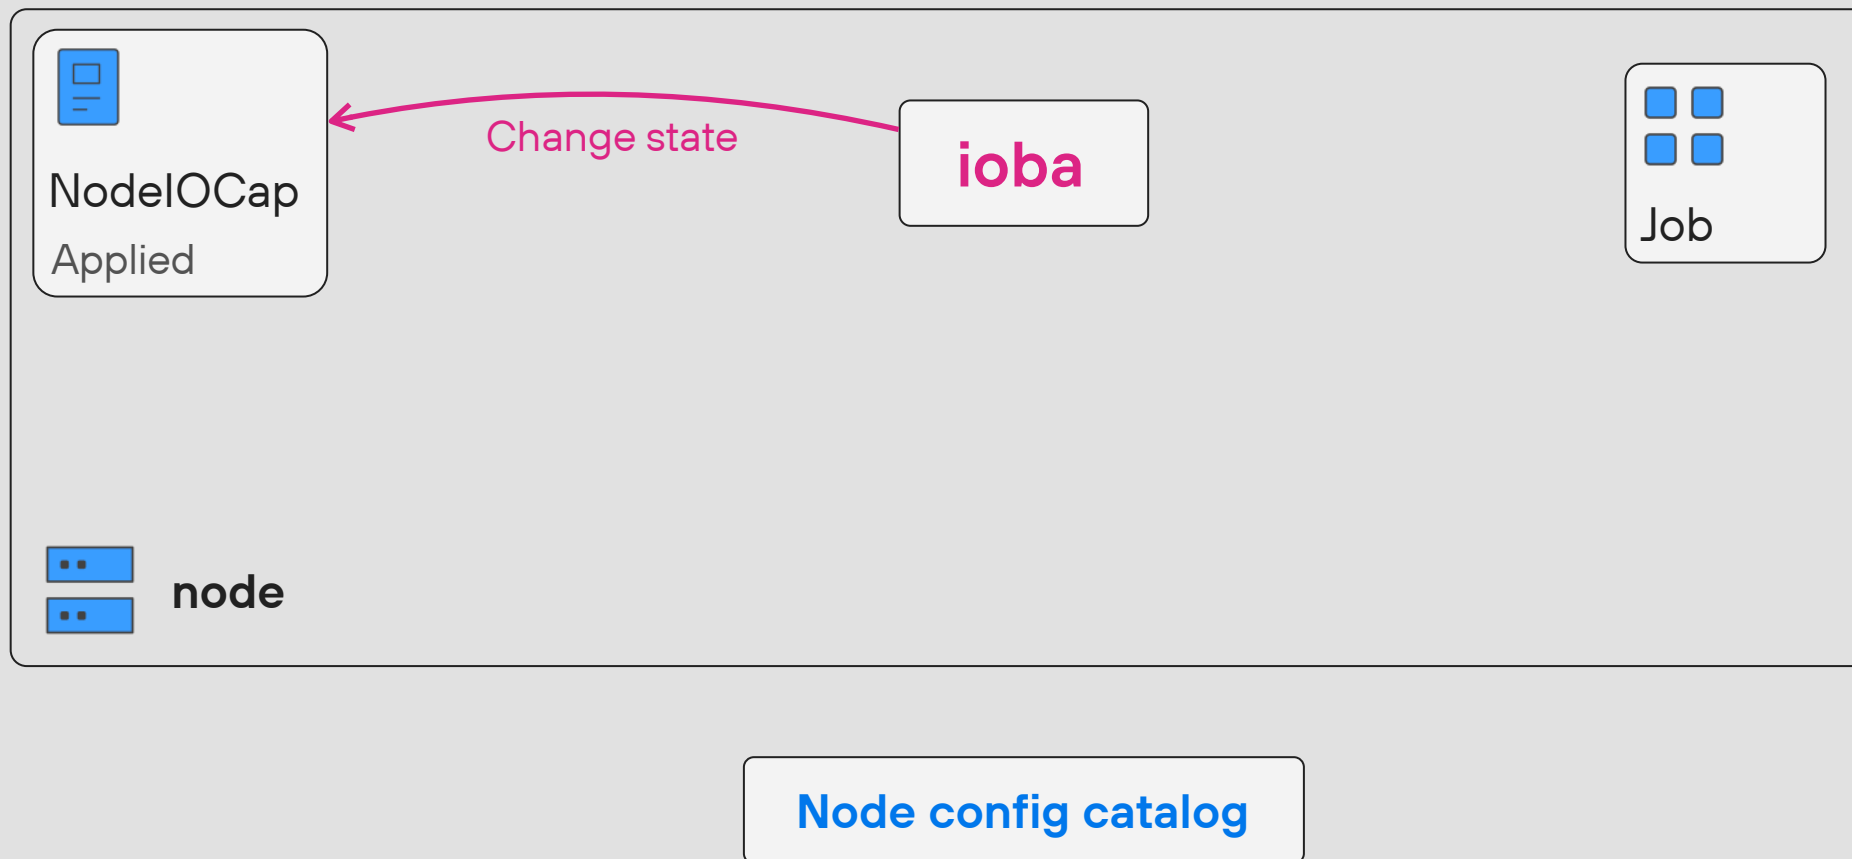 NodeIOCap
Applied
Change state
ioba
Job
node
Node config catalog